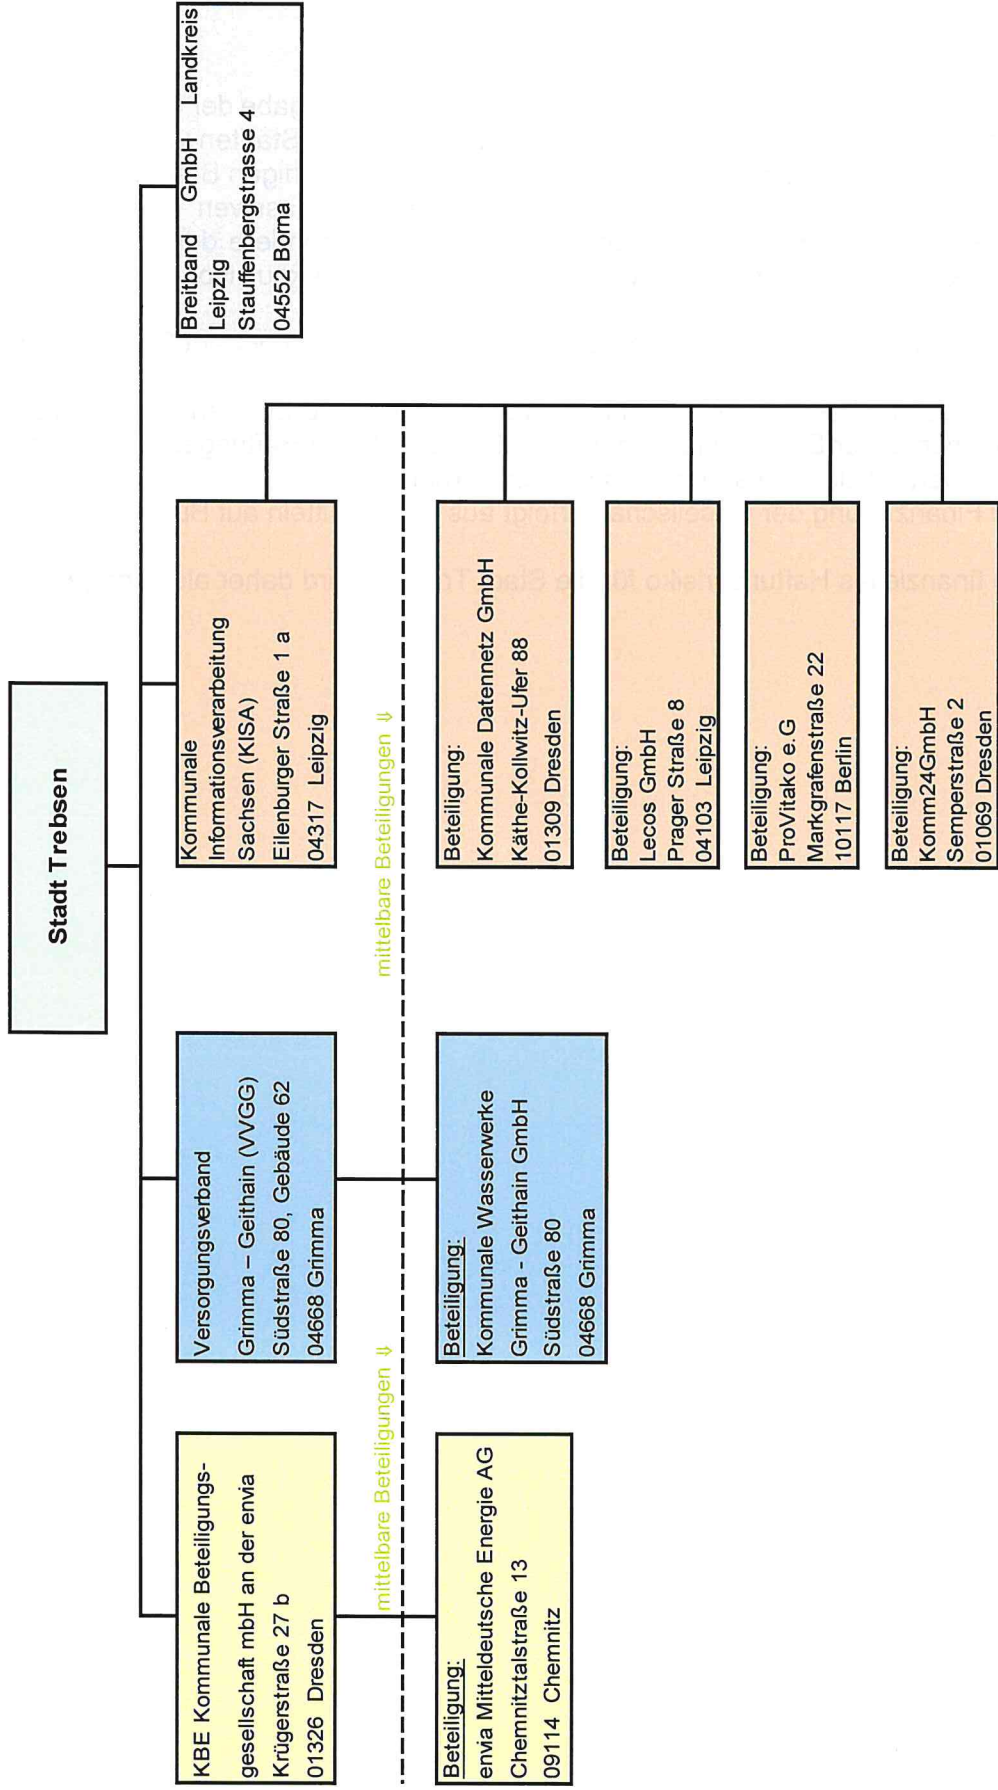 Stadt Trebsen
KBE Kommunale Beteiligungs-
gesellschaft mbH an der envia
Krügerstraße 27 b
01326 Dresden
Versorgungsverband
Grimma – Geithain (VVGG)
Südstraße 80, Gebäude 62
04668 Grimma
Kommunale
Informationsverarbeitung
Sachsen (KISA)
Eilenburger Straße 1 a
04317 Leipzig
Breitband GmbH Landkreis
Leipzig
Stauffenbergstrasse 4
04552 Borna
mittelbare Beteiligungen ⇓
mittelbare Beteiligungen ⇓
Beteiligung:
envia Mitteldeutsche Energie AG
Chemnitztalstraße 13
09114 Chemnitz
Beteiligung:
Kommunale Wasserwerke
Grimma - Geithain GmbH
Südstraße 80
04668 Grimma
Beteiligung:
Kommunale Datennetz GmbH
Käthe-Kollwitz-Ufer 88
01309 Dresden
Beteiligung:
Lecos GmbH
Prager Straße 8
04103 Leipzig
Beteiligung:
ProVitako e.G
Markgrafenstraße 22
10117 Berlin
Beteiligung:
Komm24GmbH
Semperstraße 2
01069 Dresden